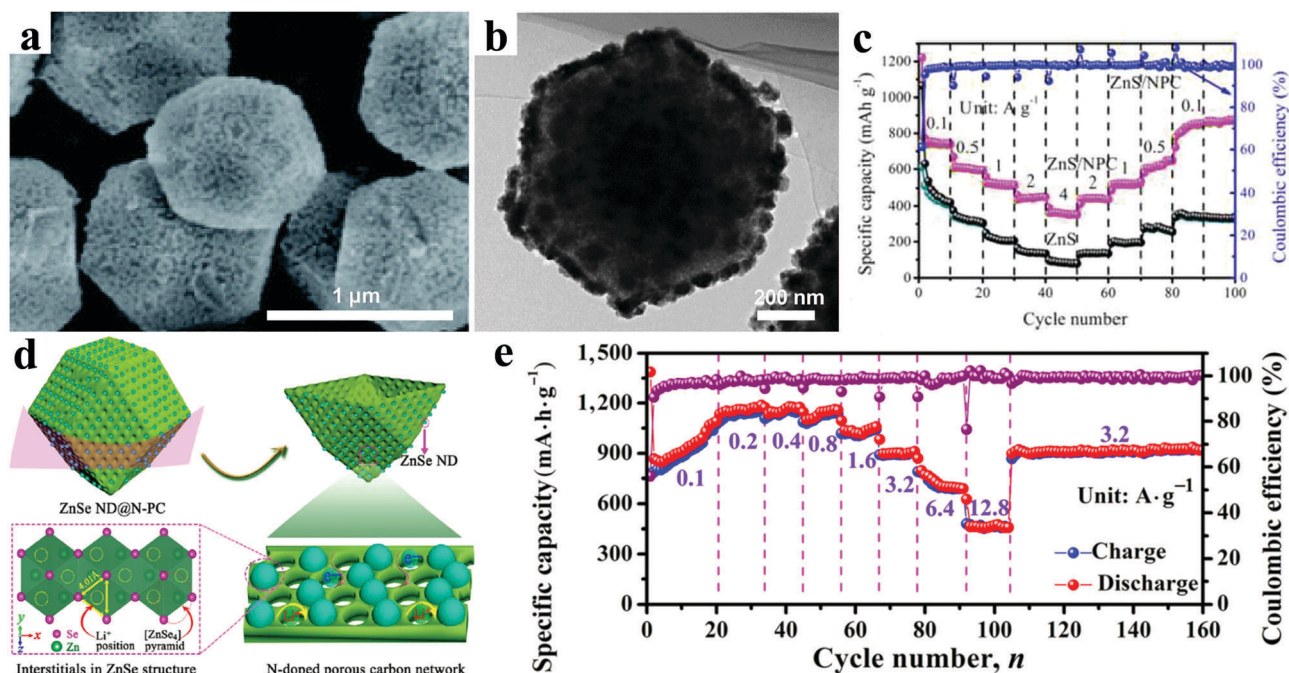 a
1 µm
b
200 nm
c
Specific capacity (mAh g⁻¹)
1200
1000
800
600
400
200
0
Unit: A g⁻¹
ZnS/NPC
0.1
0.5
1
2
4
2
1
0.5
0.1
ZnS/NPC
ZnS
0 20 40 60 80 100
Cycle number
100
80
60
40
20
0
Coulombic efficiency (%)
d
ZnSe ND@N-PC
ZnSe ND
4.01Å
y
x
z
Se
Zn
Li⁺
position
[ZnSe₄]
pyramid
Interstitials in ZnSe structure
e⁻
e⁻
Li⁺
Li⁺
N-doped porous carbon network
e
Specific capacity (mA·h·g⁻¹)
1,500
1,200
900
600
300
0
0.1
0.2
0.4
0.8
1.6
3.2
6.4
12.8
3.2
Unit: A·g⁻¹
Charge
Discharge
0 20 40 60 80 100 120 140 160
Cycle number, n
100
80
60
40
20
0
Coulombic efficiency (%)